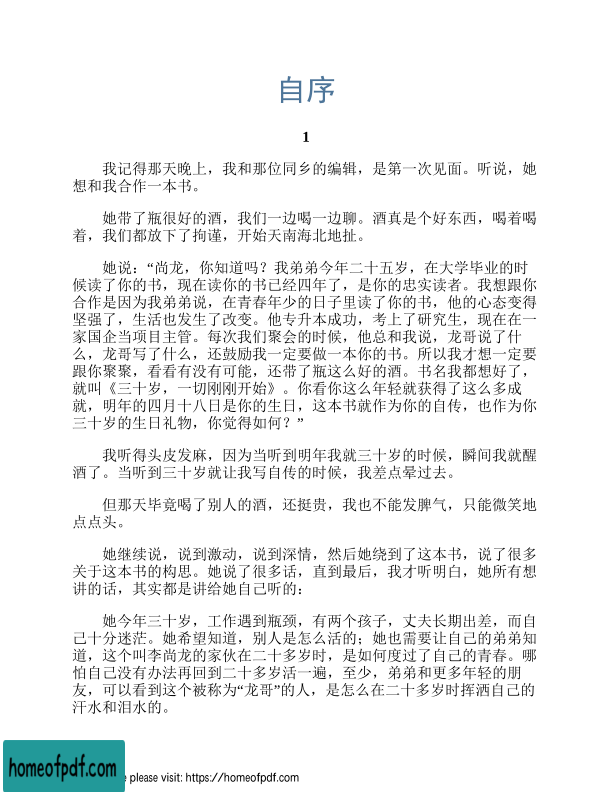 自序
1
我记得那天晚上，我和那位同乡的编辑，是第一次见面。听说，她
想和我合作一本书。
她带了瓶很好的酒，我们一边喝一边聊。酒真是个好东西，喝着喝
着，我们都放下了拘谨，开始天南海北地扯。
她说：“尚龙，你知道吗？我弟弟今年二十五岁，在大学毕业的时
候读了你的书，现在读你的书已经四年了，是你的忠实读者。我想跟你
合作是因为我弟弟说，在青春年少的日子里读了你的书，他的心态变得
坚强了，生活也发生了改变。他专升本成功，考上了研究生，现在在一
家国企当项目主管。每次我们聚会的时候，他总和我说，龙哥说了什
么，龙哥写了什么，还鼓励我一定要做一本你的书。所以我才想一定要
跟你聚聚，看看有没有可能，还带了瓶这么好的酒。书名我都想好了，
就叫《三十岁，一切刚刚开始》。你看你这么年轻就获得了这么多成
就，明年的四月十八日是你的生日，这本书就作为你的自传，也作为你
三十岁的生日礼物，你觉得如何？”
我听得头皮发麻，因为当听到明年我就三十岁的时候，瞬间我就醒
酒了。当听到三十岁就让我写自传的时候，我差点晕过去。
但那天毕竟喝了别人的酒，还挺贵，我也不能发脾气，只能微笑地
点点头。
她继续说，说到激动，说到深情，然后她绕到了这本书，说了很多
关于这本书的构思。她说了很多话，直到最后，我才听明白，她所有想
讲的话，其实都是讲给她自己听的：
她今年三十岁，工作遇到瓶颈，有两个孩子，丈夫长期出差，而自
己十分迷茫。她希望知道，别人是怎么活的；她也需要让自己的弟弟知
道，这个叫李尚龙的家伙在二十多岁时，是如何度过了自己的青春。哪
怕自己没有办法再回到二十多岁活一遍，至少，弟弟和更多年轻的朋
友，可以看到这个被称为“龙哥”的人，是怎么在二十多岁时挥洒自己的
汗水和泪水的。
homeofpdf.com
please visit: https://homeofpdf.com